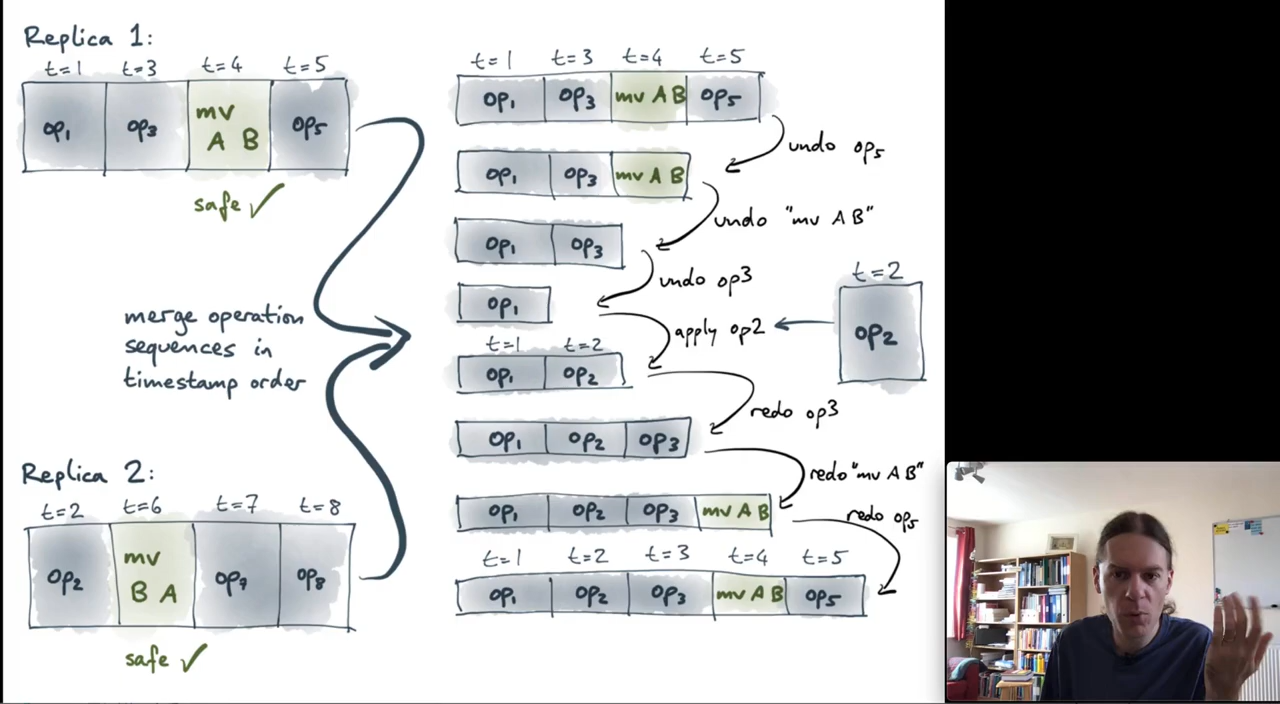 Replica 1:
t=1 t=3 t=4 t=5
op1 op3 mv A B op5
safe ✓
merge operation
sequences in
timestamp order
Replica 2:
t=2 t=6 t=7 t=8
op2 mv B A op7 op8
safe ✓
t=1 t=3 t=4 t=5
op1 op3 mv A B op5
undo op5
op1 op3 mv A B
undo "mv A B"
op1 op3
undo op3
op1
apply op2
t=2
op2
t=1 t=2
op1 op2
redo op3
op1 op2 op3
redo "mv A B"
op1 op2 op3 mv A B
redo op5
t=1 t=2 t=3 t=4 t=5
op1 op2 op3 mv A B op5